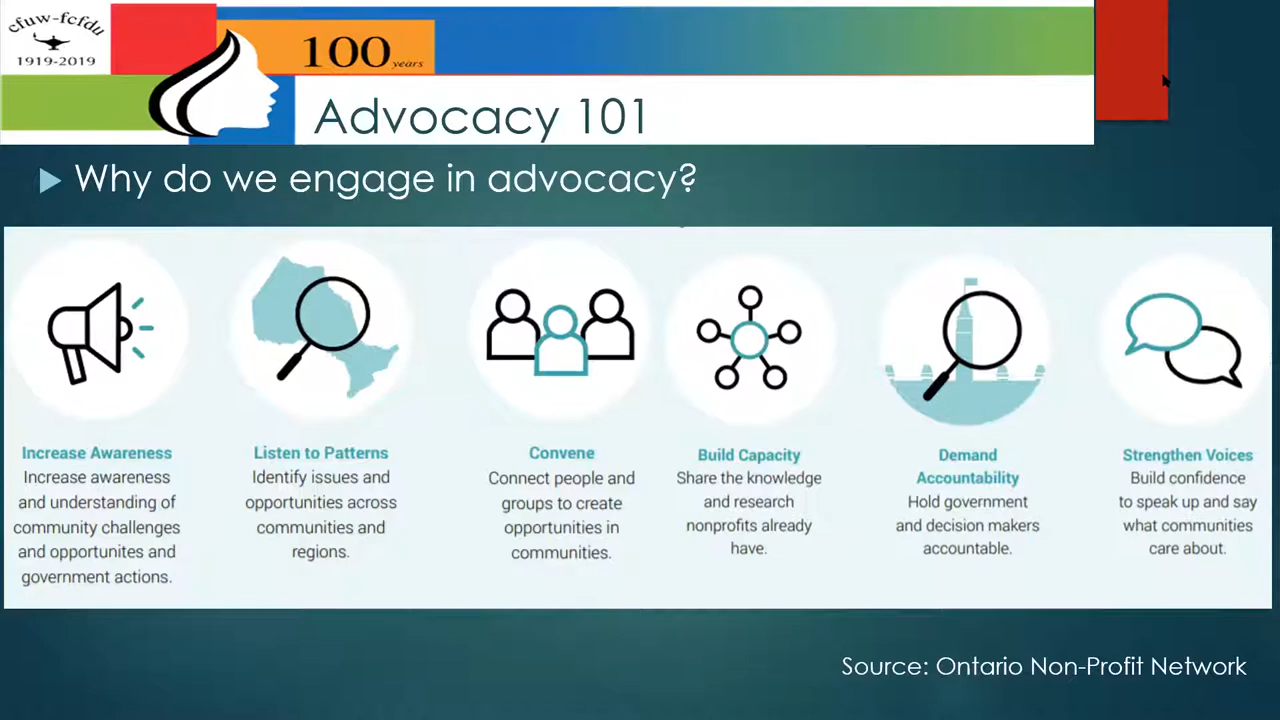 cfuw-fcfdu
1919-2019
100 years
Advocacy 101
Why do we engage in advocacy?
Increase Awareness
Increase awareness
and understanding of
community challenges
and opportunites and
government actions.
Listen to Patterns
Identify issues and
opportunities across
communities and
regions.
Convene
Connect people and
groups to create
opportunities in
communities.
Build Capacity
Share the knowledge
and research
nonprofits already
have.
Demand
Accountability
Hold government
and decision makers
accountable.
Strengthen Voices
Build confidence
to speak up and say
what communities
care about.
Source: Ontario Non-Profit Network